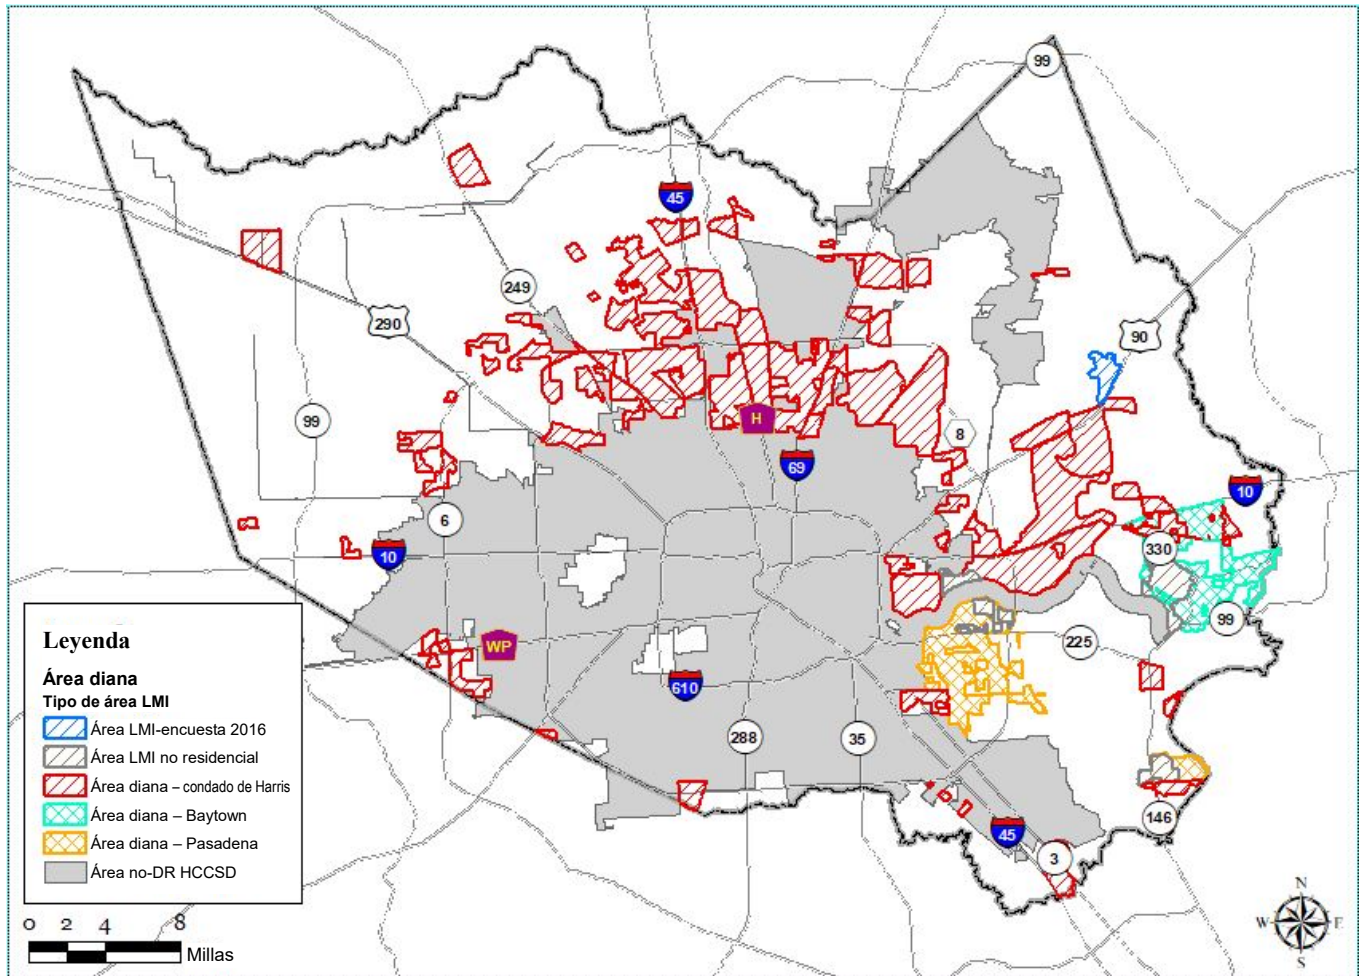 99
45
249
290
90
99
H
8
69
10
6
10
330
99
WP
225
610
288
35
146
45
3
Leyenda
Área diana
Tipo de área LMI
Área LMI-encuesta 2016
Área LMI no residencial
Área diana – condado de Harris
Área diana – Baytown
Área diana – Pasadena
Área no-DR HCCSD
0 2 4 8
Millas
N
W E
S